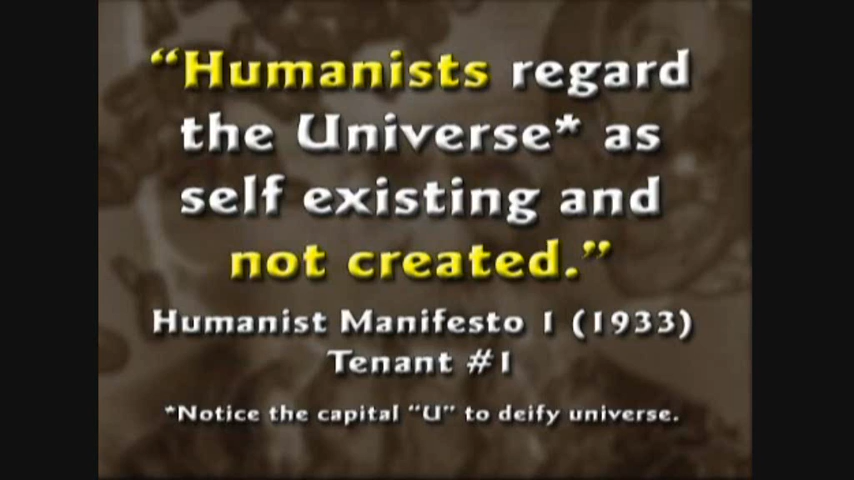 “Humanists regard
the Universe* as
self existing and
not created.”
Humanist Manifesto 1 (1933)
Tenant #1
*Notice the capital “U” to deify universe.